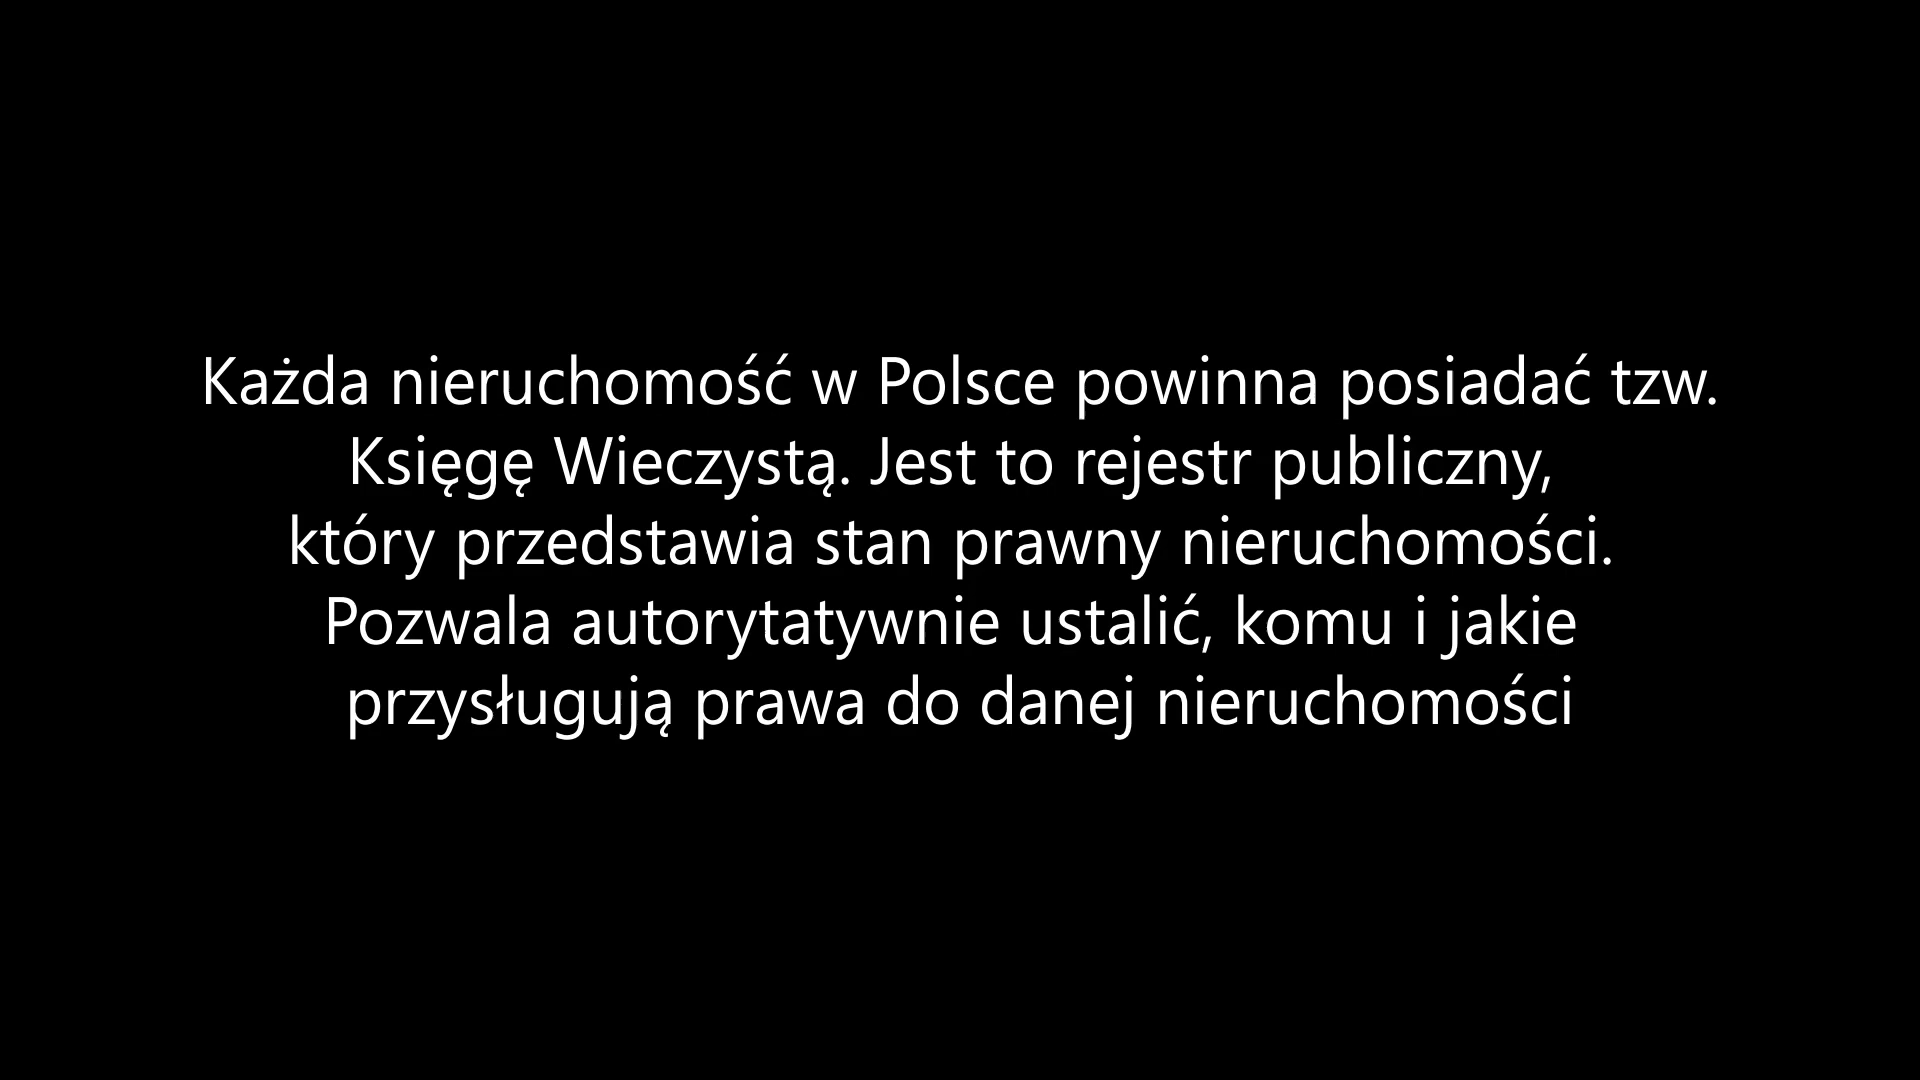 Każda nieruchomość w Polsce powinna posiadać tzw.
Księgę Wieczystą. Jest to rejestr publiczny,
który przedstawia stan prawny nieruchomości.
Pozwala autorytatywnie ustalić, komu i jakie
przysługują prawa do danej nieruchomości